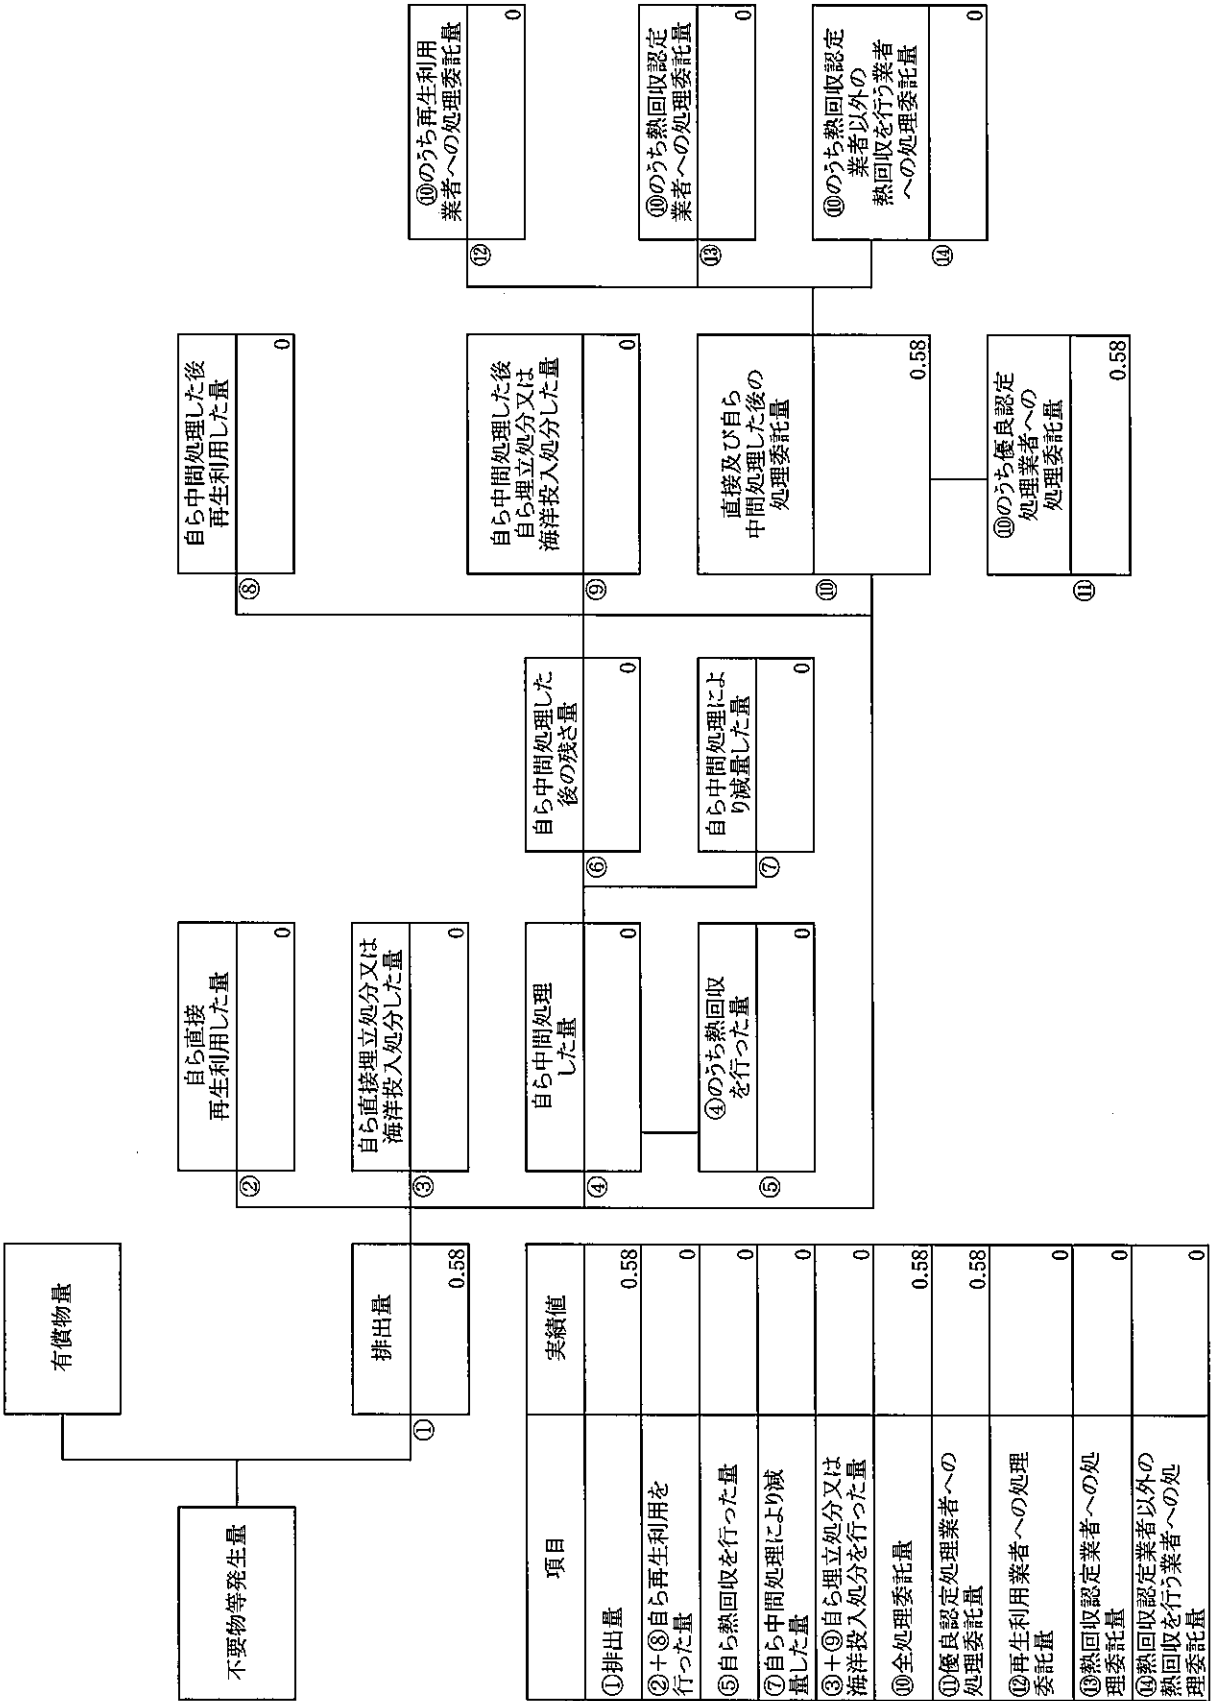 有償物量
不要物等発生量
①
排出量
0.58
②
自ら直接
再生利用した量
0
③
自ら直接埋立処分又は
海洋投入処分した量
0
④
自ら中間処理
した量
0
⑤
④のうち熱回収
を行った量
0
⑥
自ら中間処理した
後の残さ量
0
⑦
自ら中間処理によ
り減量した量
0
⑧
自ら中間処理した後
再生利用した量
0
⑨
自ら中間処理した後
自ら埋立処分又は
海洋投入処分した量
0
⑩
直接及び自ら
中間処理した後の
処理委託量
0.58
⑪
⑩のうち優良認定
処理業者への
処理委託量
0.58
⑫
⑩のうち再生利用
業者への処理委託量
0
⑬
⑩のうち熱回収認定
業者への処理委託量
0
⑭
⑩のうち熱回収認定
業者以外の
熱回収を行う業者
への処理委託量
0
項目 実績値
①排出量 0.58
②+⑧自ら再生利用を
行った量 0
⑤自ら熱回収を行った量 0
⑦自ら中間処理により減
量した量 0
③+⑨自ら埋立処分又は
海洋投入処分を行った量 0
⑩全処理委託量 0.58
⑪優良認定処理業者への
処理委託量 0.58
⑫再生利用業者への処理
委託量 0
⑬熱回収認定業者への処
理委託量 0
⑭熱回収認定業者以外の
熱回収を行う業者への処
理委託量 0